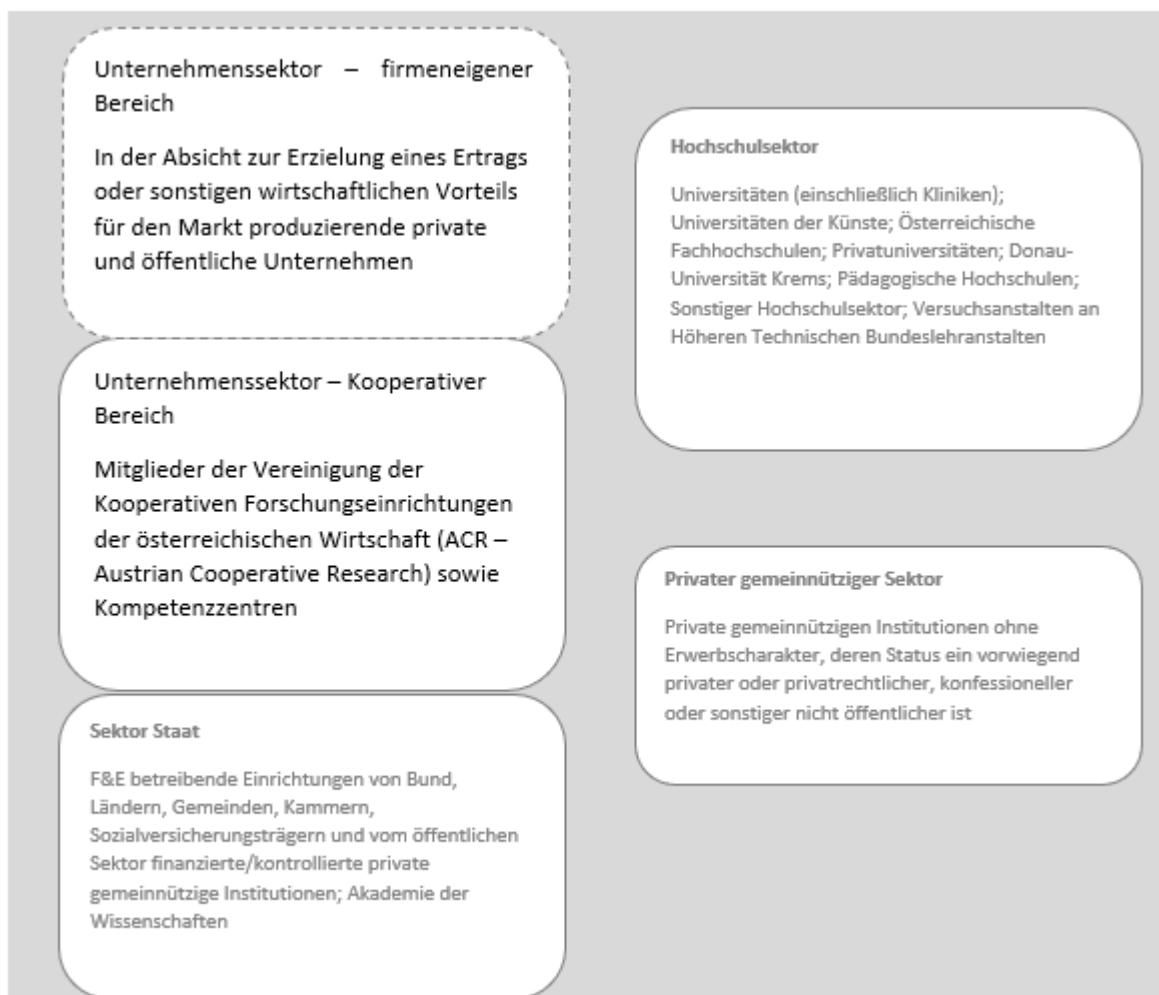 Unternehmenssektor – firmeneigener
Bereich
In der Absicht zur Erzielung eines Ertrags
oder sonstigen wirtschaftlichen Vorteils
für den Markt produzierende private
und öffentliche Unternehmen
Unternehmenssektor – Kooperativer
Bereich
Mitglieder der Vereinigung der
Kooperativen Forschungseinrichtungen
der österreichischen Wirtschaft (ACR –
Austrian Cooperative Research) sowie
Kompetenzzentren
Sektor Staat
F&E betreibende Einrichtungen von Bund,
Ländern, Gemeinden, Kammern,
Sozialversicherungsträgern und vom öffentlichen
Sektor finanzierte/kontrollierte private
gemeinnützige Institutionen; Akademie der
Wissenschaften
Hochschulsektor
Universitäten (einschließlich Kliniken);
Universitäten der Künste; Österreichische
Fachhochschulen; Privatuniversitäten; Donau-
Universität Krems; Pädagogische Hochschulen;
Sonstiger Hochschulsektor; Versuchsanstalten an
Höheren Technischen Bundeslehranstalten
Privater gemeinnütziger Sektor
Private gemeinnützigen Institutionen ohne
Erwerbscharakter, deren Status ein vorwiegend
privater oder privatrechtlicher, konfessioneller
oder sonstiger nicht öffentlicher ist